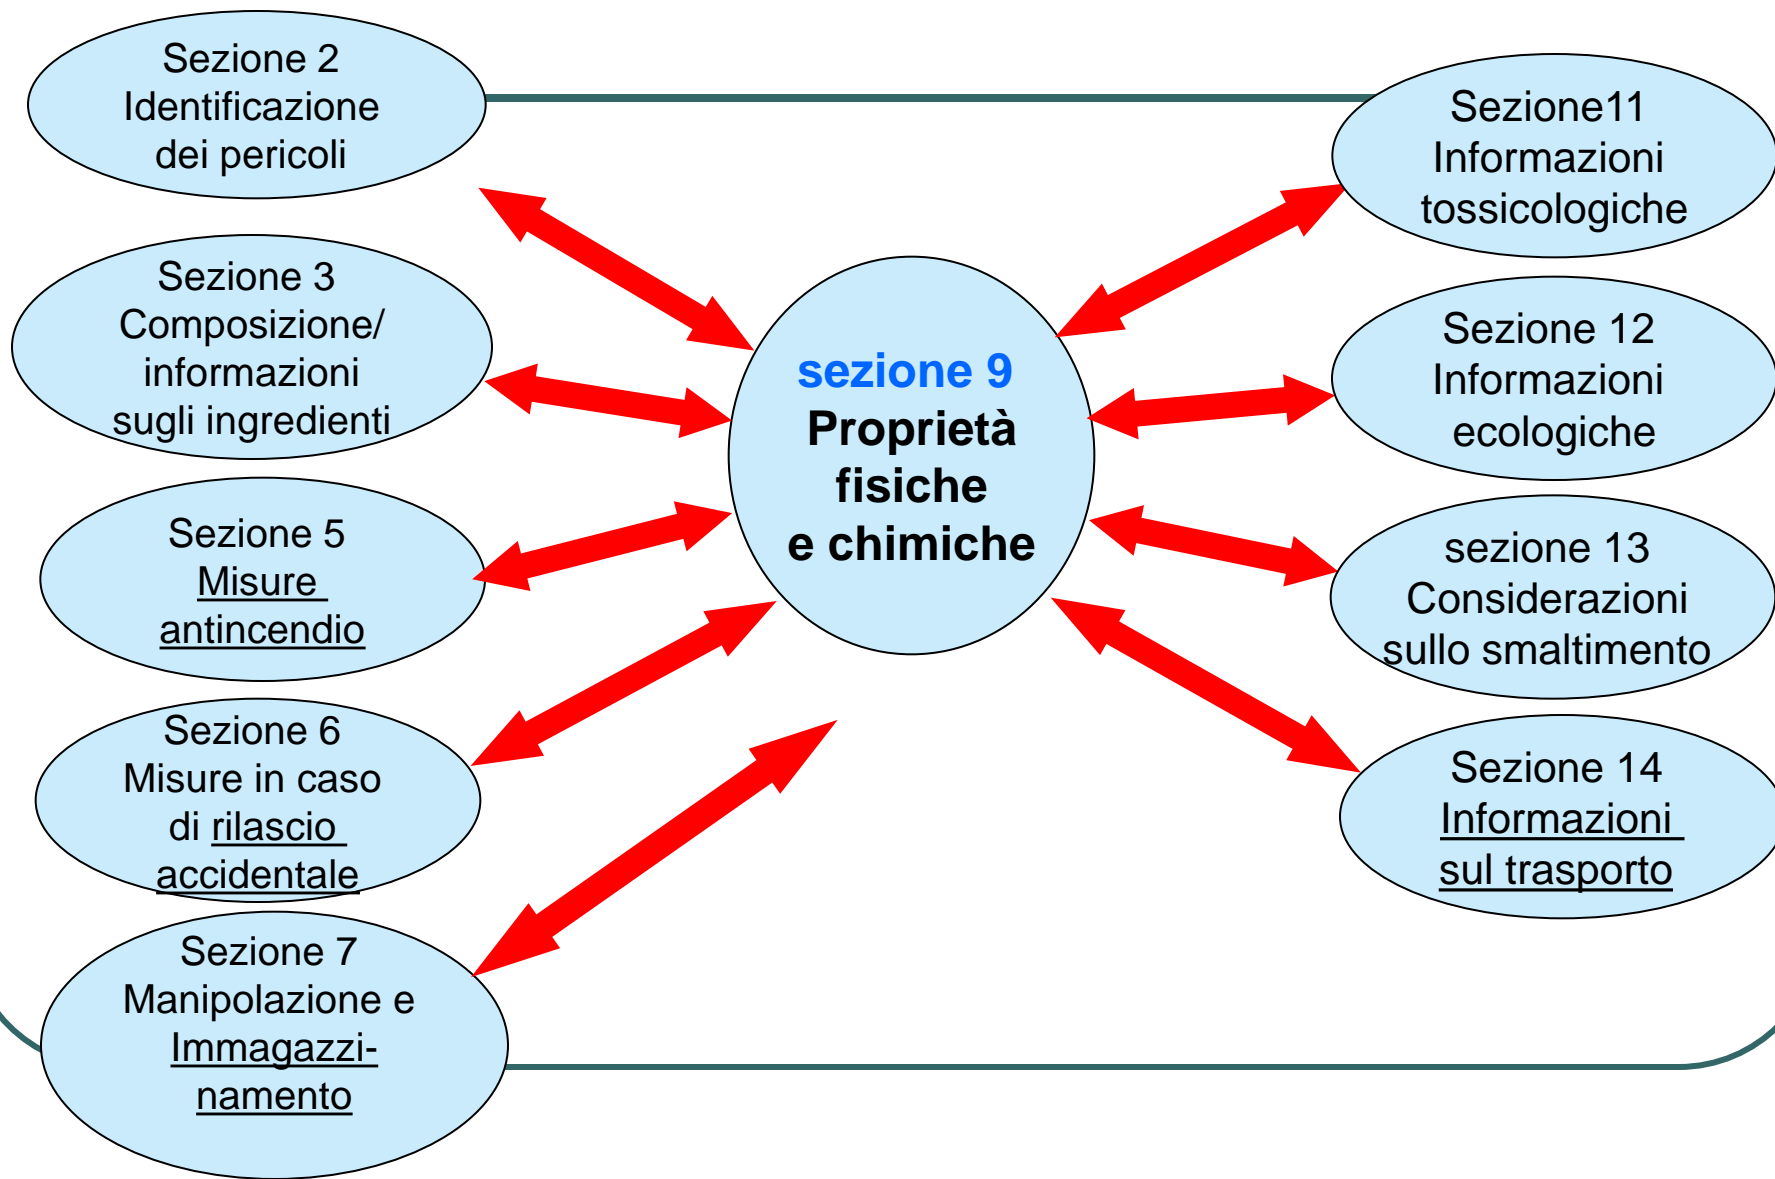 Sezione 2
Identificazione
dei pericoli
Sezione 3
Composizione/
informazioni
sugli ingredienti
Sezione 5
Misure
antincendio
Sezione 6
Misure in caso
di rilascio
accidentale
Sezione 7
Manipolazione e
Immagazzi-
namento
sezione 9
Proprietà
fisiche
e chimiche
Sezione11
Informazioni
tossicologiche
Sezione 12
Informazioni
ecologiche
sezione 13
Considerazioni
sullo smaltimento
Sezione 14
Informazioni
sul trasporto